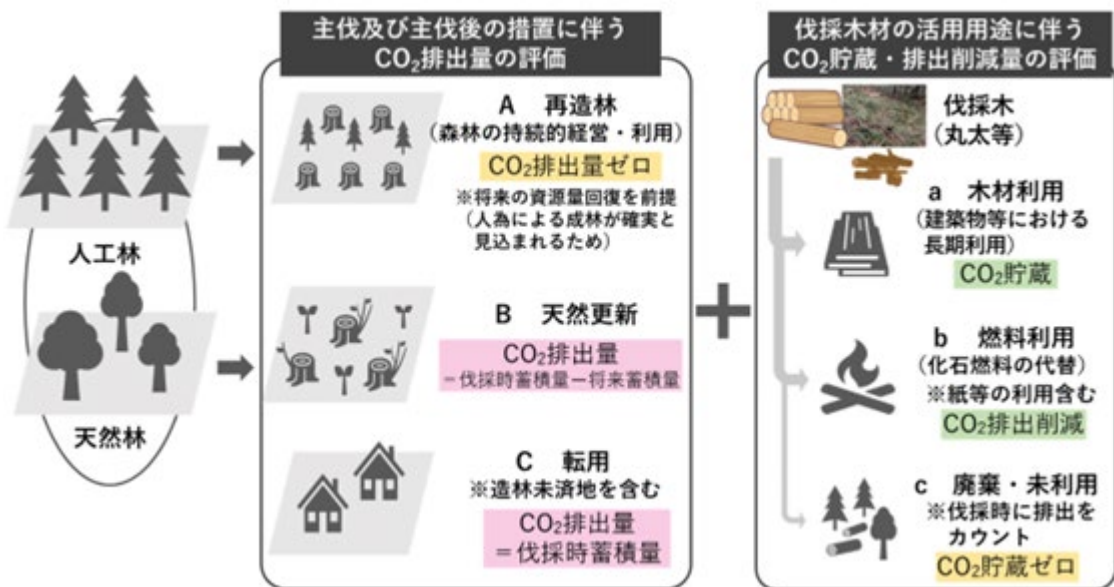 主伐及び主伐後の措置に伴う
CO₂排出量の評価
人工林
天然林
A 再造林
(森林の持続的経営・利用)
CO₂排出量ゼロ
※将来の資源量回復を前提
(人為による成林が確実と
見込まれるため)
B 天然更新
CO₂排出量
＝伐採時蓄積量－将来蓄積量
C 転用
※造林未済地を含む
CO₂排出量
＝伐採時蓄積量
伐採木材の活用用途に伴う
CO₂貯蔵・排出削減量の評価
伐採木
(丸太等)
a 木材利用
(建築物等における
長期利用)
CO₂貯蔵
b 燃料利用
(化石燃料の代替)
※紙等の利用含む
CO₂排出削減
c 廃棄・未利用
※伐採時に排出を
カウント
CO₂貯蔵ゼロ